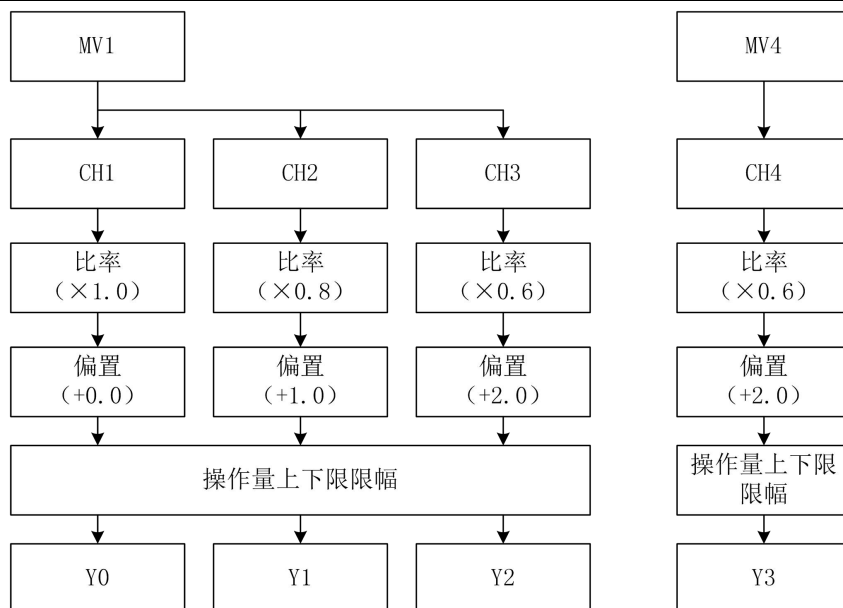 MV1
MV4
CH1
CH2
CH3
CH4
比率
（×1.0）
比率
（×0.8）
比率
（×0.6）
比率
（×0.6）
偏置
（+0.0）
偏置
（+1.0）
偏置
（+2.0）
偏置
（+2.0）
操作量上下限限幅
操作量上下限
限幅
Y0
Y1
Y2
Y3